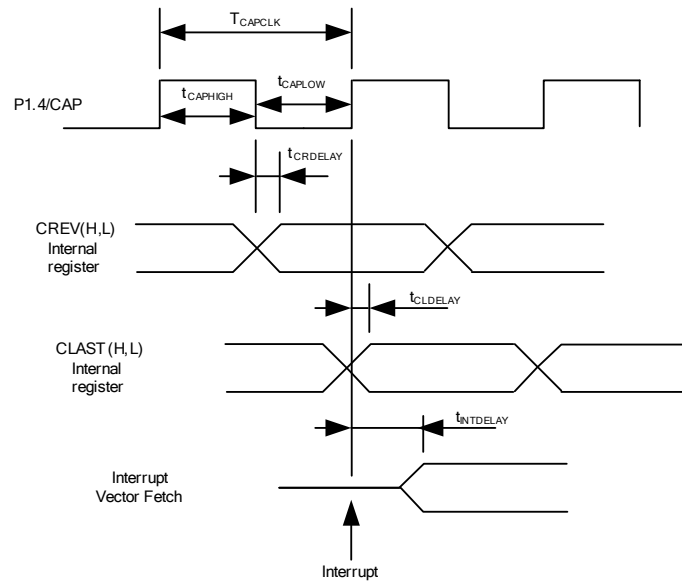 TCAPCLK
tCAPHIGH
tCAPLOW
P1.4/CAP
tCRDELAY
CREV(H,L)
Internal
register
tCLDELAY
CLAST (H,L)
Internal
register
tINTDELAY
Interrupt
Vector Fetch
Interrupt